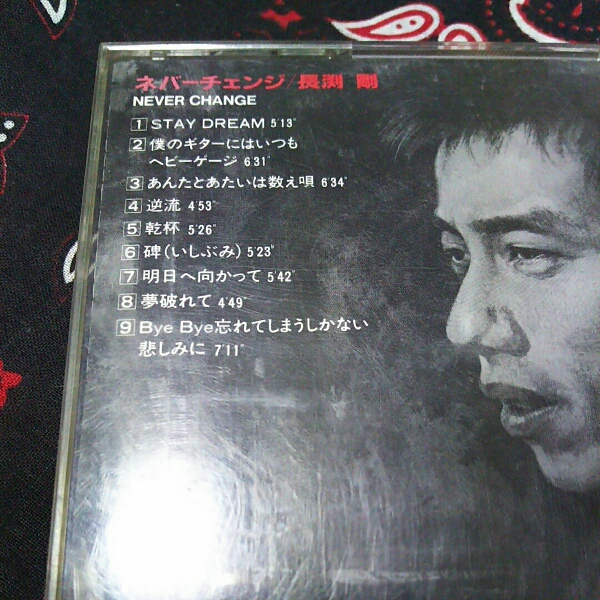 ネバーチェンジ/長渕 剛
NEVER CHANGE
1 STAY DREAM 5'13"
2 僕のギターにはいつも
ヘビーゲージ 6'31"
3 あんたとあたいは数え唄 6'34"
4 逆流 4'53"
5 乾杯 5'26"
6 碑(いしぶみ) 5'23"
7 明日へ向かって 5'42"
8 夢破れて 4'49"
9 Bye Bye忘れてしまうしかない
悲しみに 7'11"